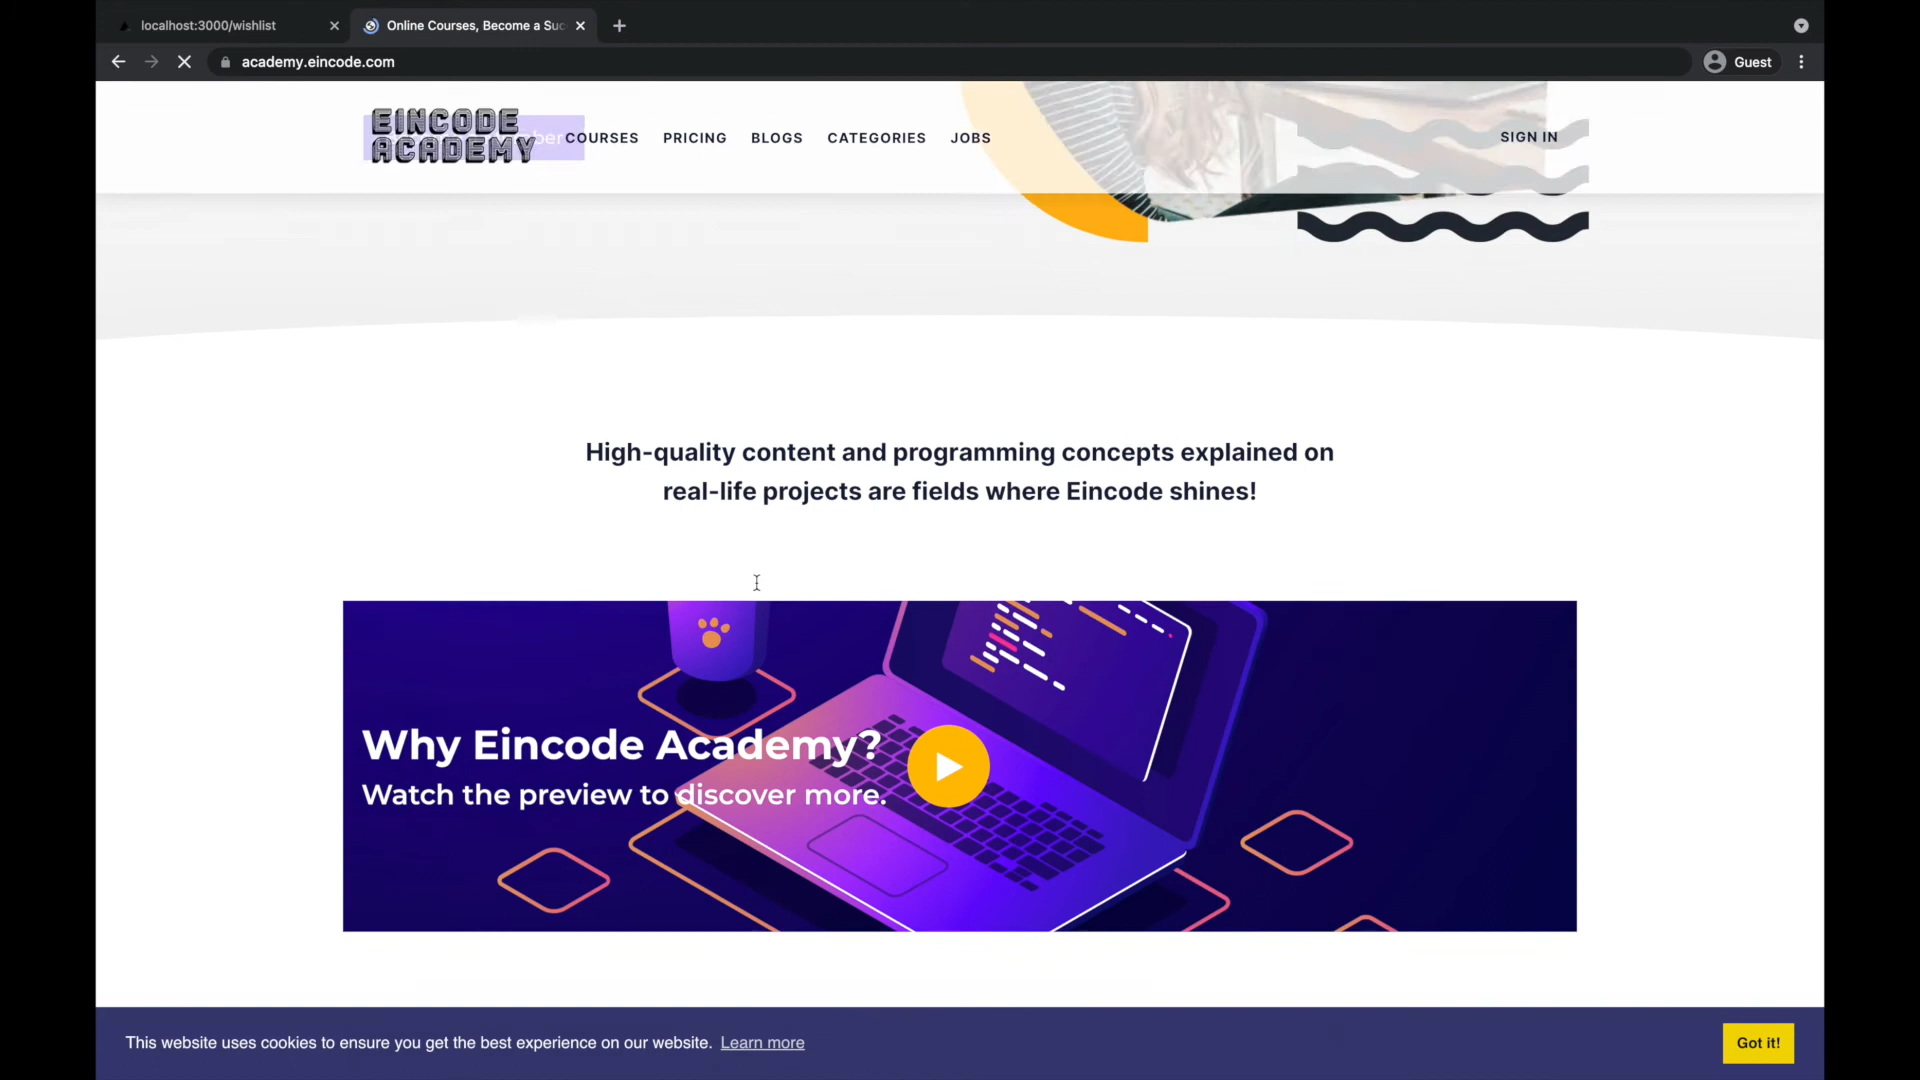 localhost:3000/wishlist
Online Courses, Become a Suc
academy.eincode.com
Guest
EINCODE
ACADEMY
COURSES
PRICING
BLOGS
CATEGORIES
JOBS
SIGN IN
High-quality content and programming concepts explained on
real-life projects are fields where Eincode shines!
Why Eincode Academy?
Watch the preview to discover more.
This website uses cookies to ensure you get the best experience on our website. Learn more
Got it!